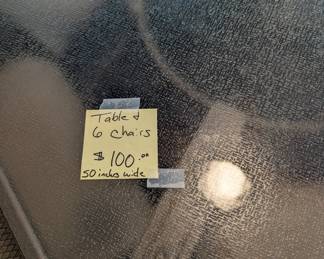 Table &
6 chairs
$100.00
50 inches wide